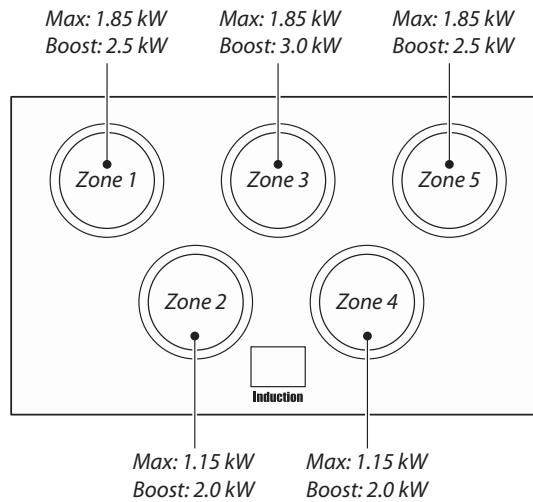 Max: 1.85 kW
Boost: 2.5 kW
Max: 1.85 kW
Boost: 3.0 kW
Max: 1.85 kW
Boost: 2.5 kW
Zone 1
Zone 3
Zone 5
Zone 2
Zone 4
Induction
Max: 1.15 kW
Boost: 2.0 kW
Max: 1.15 kW
Boost: 2.0 kW